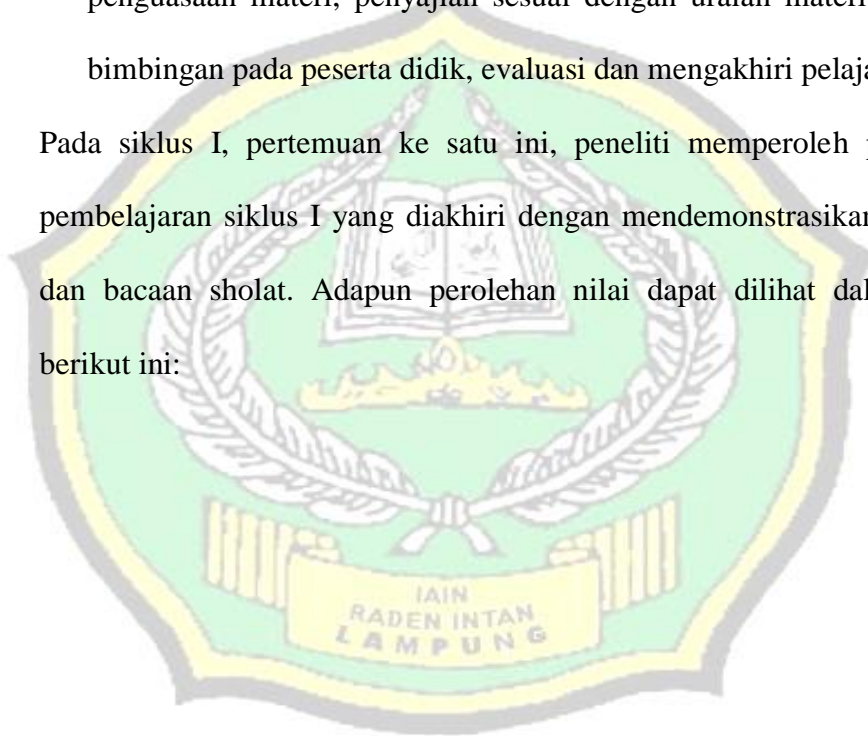 penguasaan materi, penyajian sesuai dengan uraian materi
bimbingan pada peserta didik, evaluasi dan mengakhiri
Pada siklus I, pertemuan ke satu ini, peneliti memperoleh
pembelajaran siklus I yang diakhiri dengan mendemonstrasikan
dan bacaan sholat. Adapun perolehan nilai dapat dilihat
berikut ini:
IAIN
RADEN INTAN
LAMPUNG